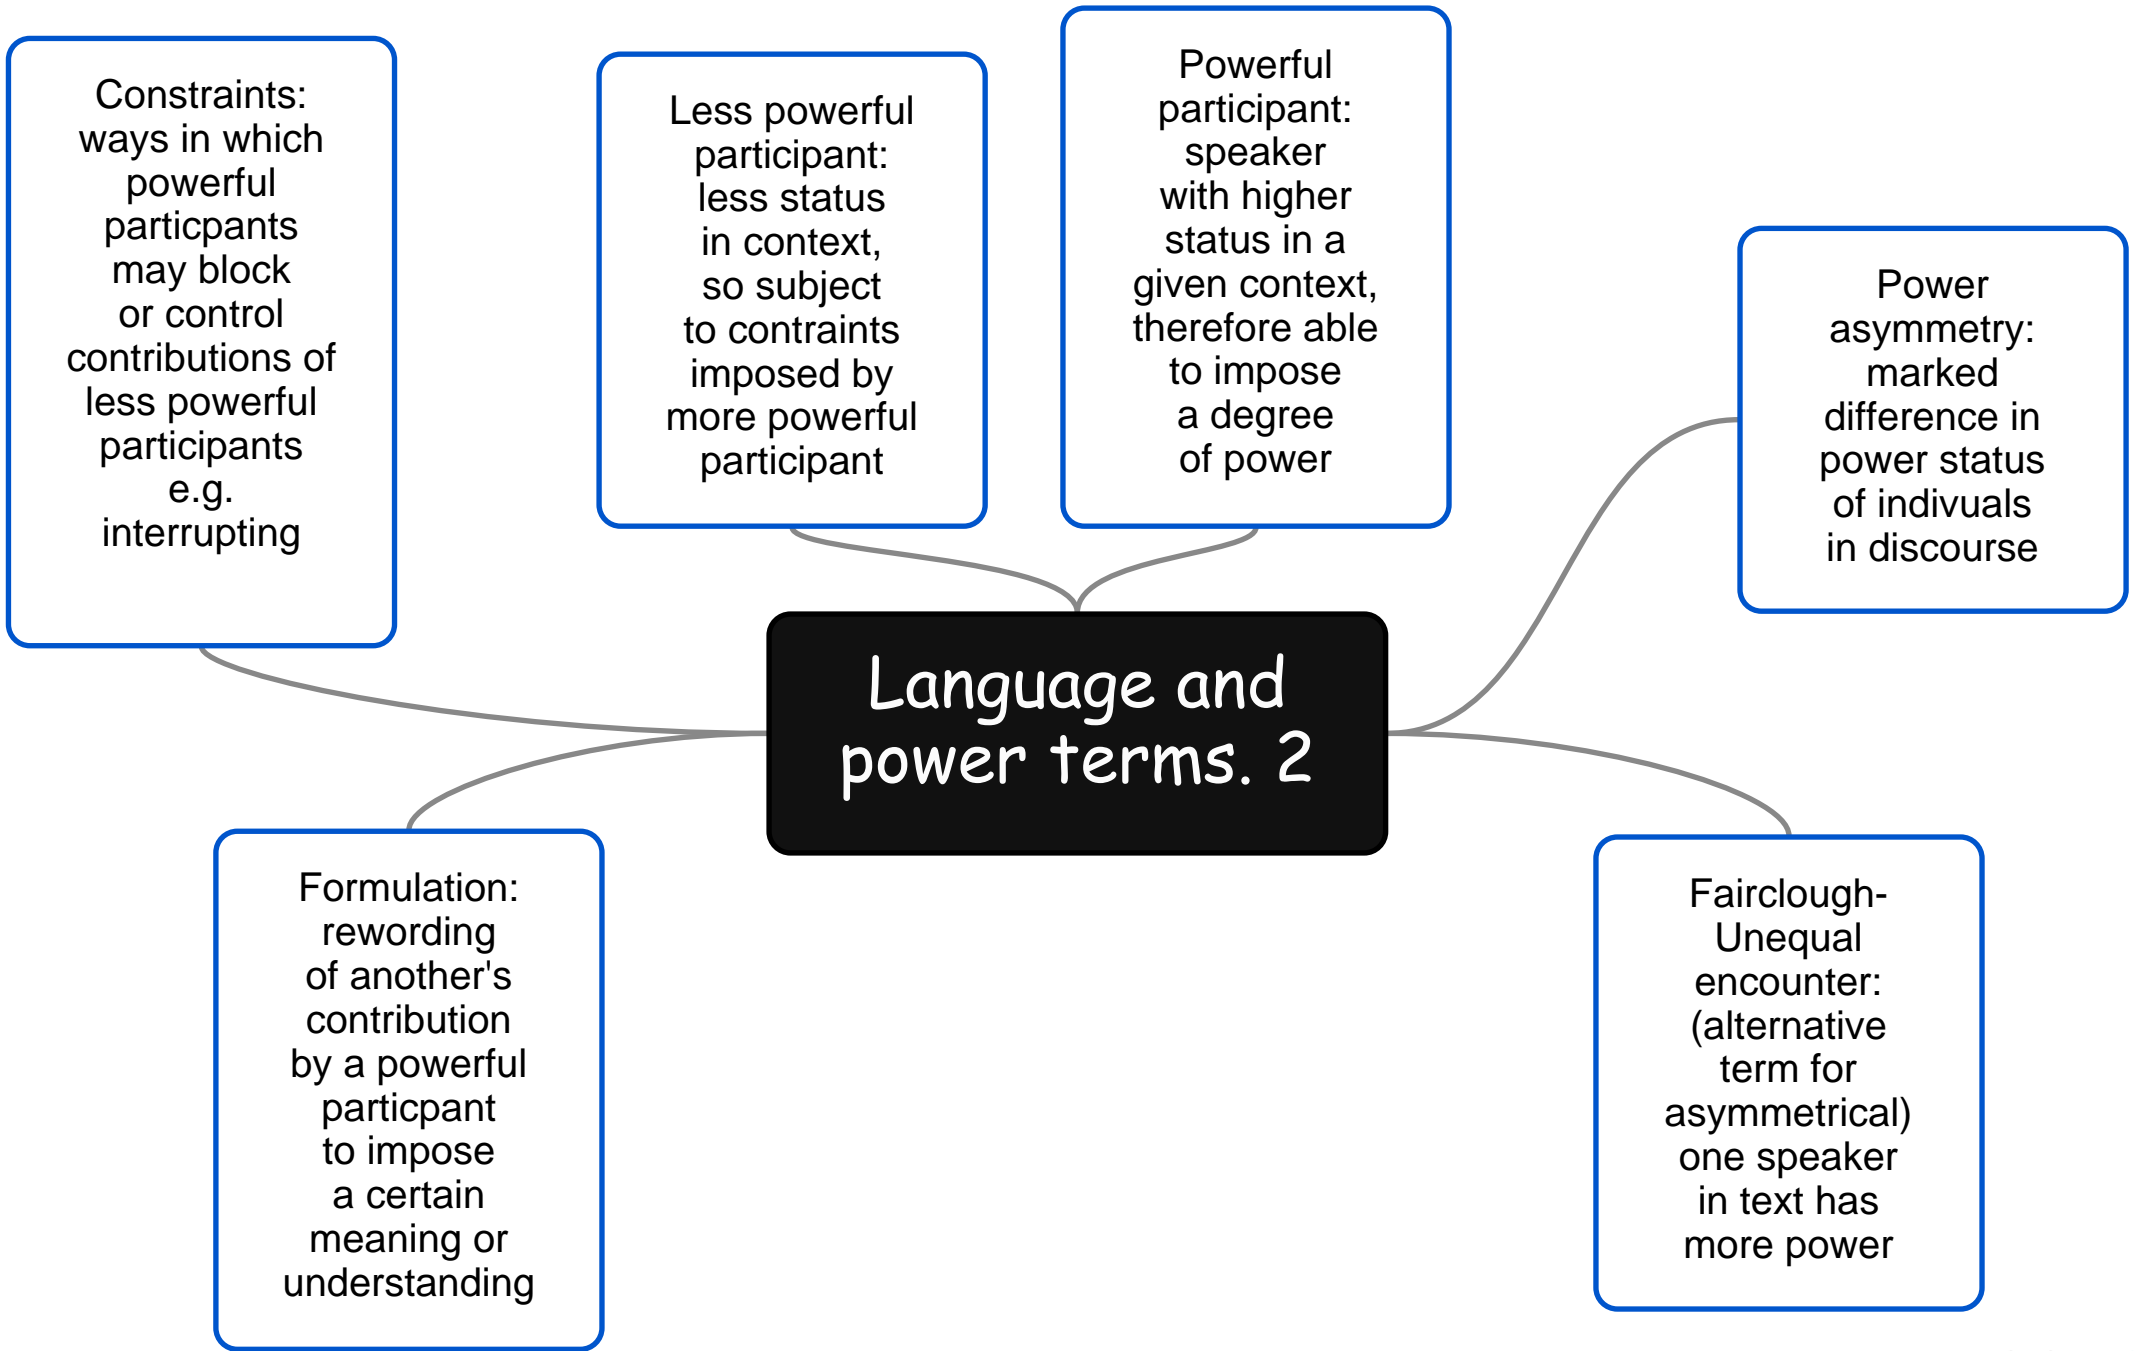 Constraints:
ways in which
powerful
particpants
may block
or control
contributions of
less powerful
participants
e.g.
interrupting
Less powerful
participant:
less status
in context,
so subject
to contraints
imposed by
more powerful
participant
Powerful
participant:
speaker
with higher
status in a
given context,
therefore able
to impose
a degree
of power
Power
asymmetry:
marked
difference in
power status
of indivuals
in discourse
Language and
power terms. 2
Formulation:
rewording
of another's
contribution
by a powerful
particpant
to impose
a certain
meaning or
understanding
Fairclough-
Unequal
encounter:
(alternative
term for
asymmetrical)
one speaker
in text has
more power